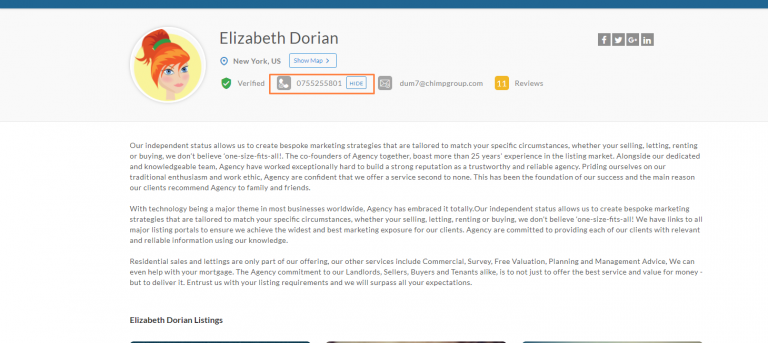 Elizabeth Dorian
New York, US Show Map >
Verified 0755255801 HIDE dum7@chimpgroup.com 11 Reviews
Our independent status allows us to create bespoke marketing strategies that are tailored to match your specific circumstances, whether your selling, letting, renting
or buying, we don't believe 'one-size-fits-all!. The co-founders of Agency together, boast more than 25 years' experience in the listing market. Alongside our dedicated
and knowledgeable team, Agency have worked exceptionally hard to build a strong reputation as a trustworthy and reliable agency. Priding ourselves on our
traditional enthusiasm and work ethic, Agency are confident that we offer a service second to none. This has been the foundation of our success and the main reason
our clients recommend Agency to family and friends.
With technology being a major theme in most businesses worldwide, Agency has embraced it totally.Our independent status allows us to create bespoke marketing
strategies that are tailored to match your specific circumstances, whether your selling, letting, renting or buying, we don't believe 'one-size-fits-all! We have links to all
major listing portals to ensure we achieve the widest and best marketing exposure for our clients. Agency are committed to providing each of our clients with relevant
and reliable information using our knowledge.
Residential sales and lettings are only part of our offering, our other services include Commercial, Survey, Free Valuation, Planning and Management Advice, We can
even help with your mortgage. The Agency commitment to our Landlords, Sellers, Buyers and Tenants alike, is to not just to offer the best service and value for money -
but to deliver it. Entrust us with your listing requirements and we will surpass all your expectations.
Elizabeth Dorian Listings